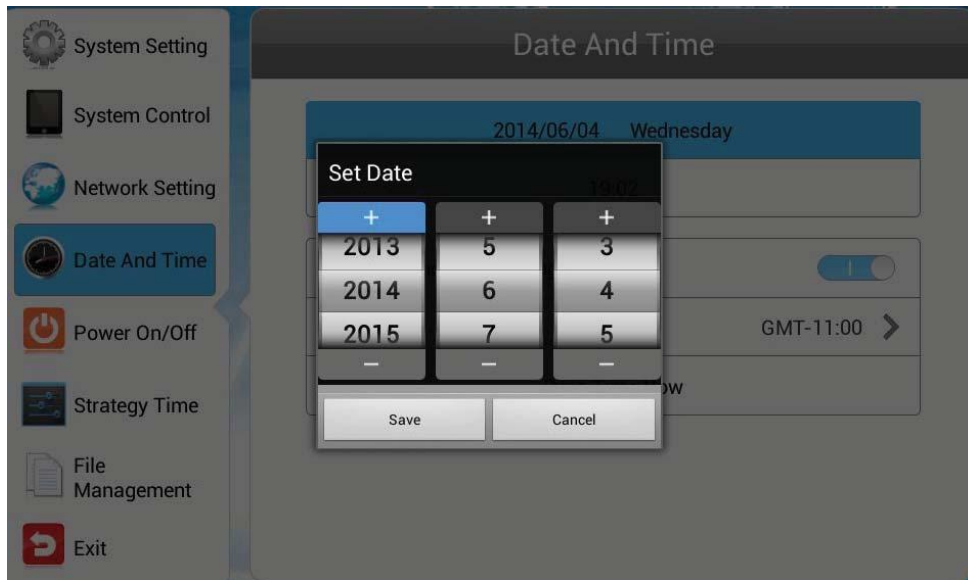 System Setting
System Control
Network Setting
Date And Time
Power On/Off
Strategy Time
File
Management
Exit
Date And Time
2014/06/04 Wednesday
19:02
GMT-11:00
Set Date
+ + +
2013 5 3
2014 6 4
2015 7 5
− − −
Save Cancel